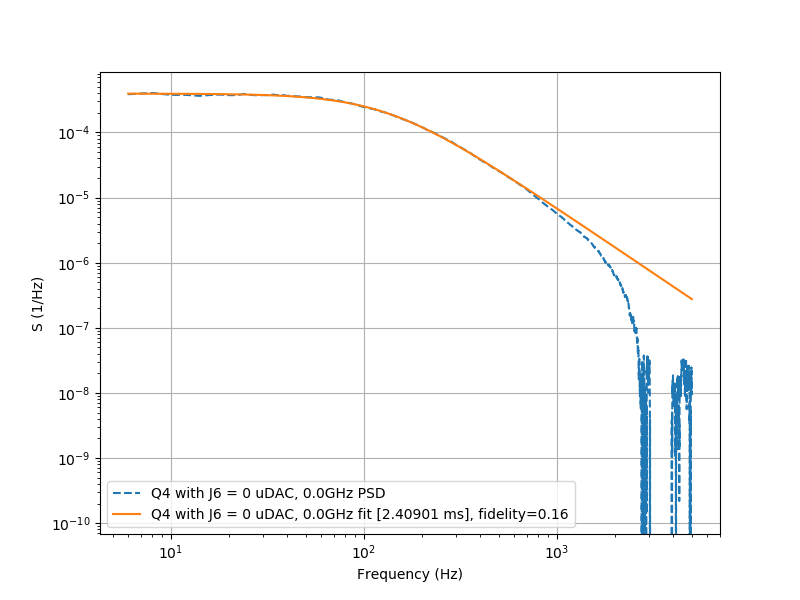 10⁻⁴
10⁻⁵
10⁻⁶
10⁻⁷
10⁻⁸
10⁻⁹
10⁻¹⁰
S (1/Hz)
Q4 with J6 = 0 uDAC, 0.0GHz PSD
Q4 with J6 = 0 uDAC, 0.0GHz fit [2.40901 ms], fidelity=0.16
10¹ 10² 10³
Frequency (Hz)